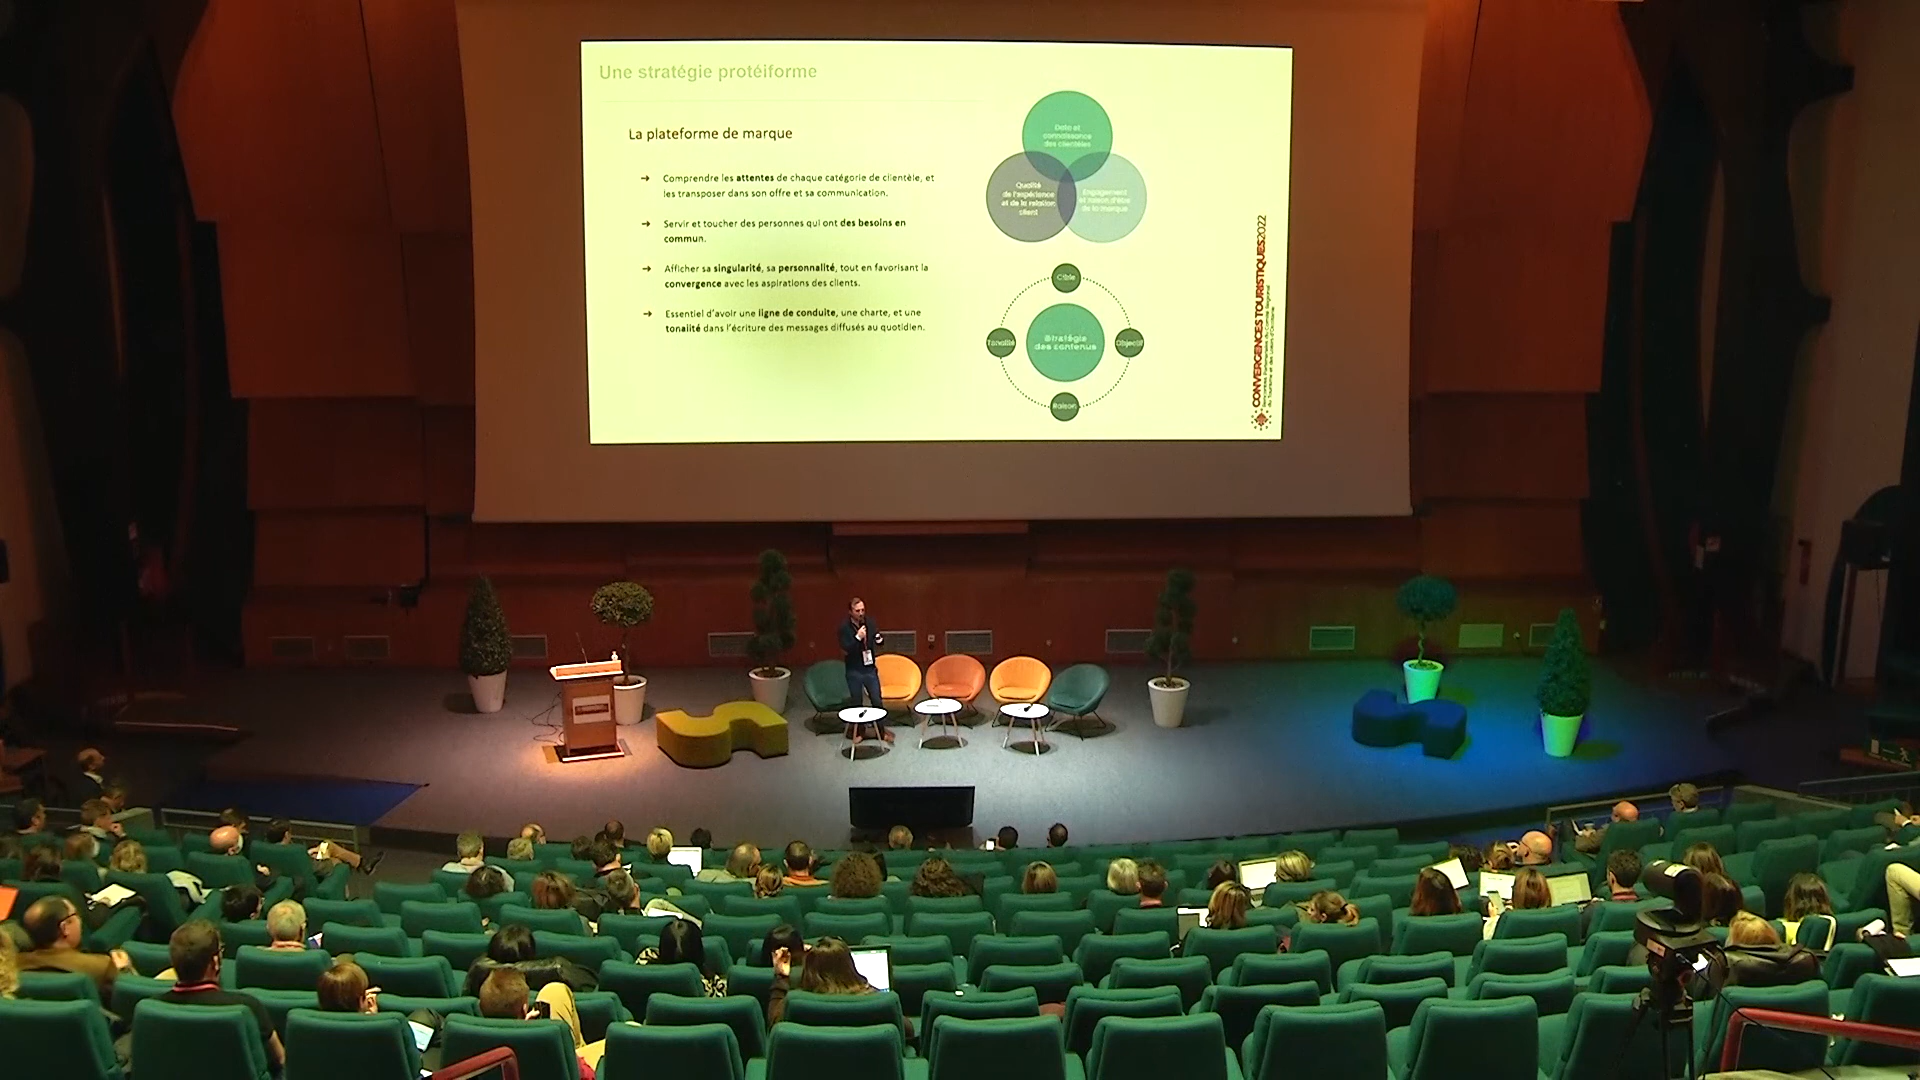 Une stratégie protéiforme
La plateforme de marque
➔ Comprendre les attentes de chaque catégorie de clientèle, et
les transposer dans son offre et sa communication.
➔ Servir et toucher des personnes qui ont des besoins en
commun.
➔ Afficher sa singularité, sa personnalité, tout en favorisant la
convergence avec les aspirations des clients.
➔ Essentiel d'avoir une ligne de conduite, une charte, et une
tonalité dans l'écriture des messages diffusés au quotidien.
Data et
connaissance
des clientèles
Qualité
de l'expérience
et de la relation
client
Engagement
et raison d'être
de la marque
Cible
Tonalité
Stratégie
des contenus
Objectif
Raison
CONVERGENCES TOURISTIQUES2022